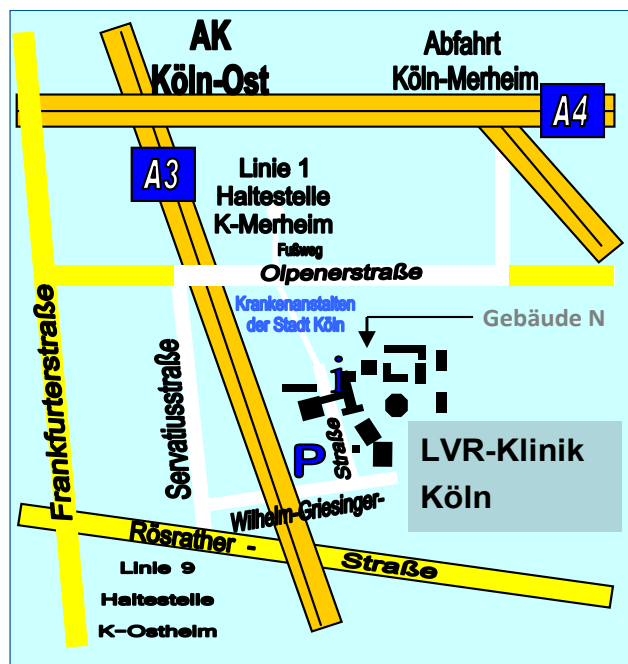 AK
Köln-Ost
Abfahrt
Köln-Merheim
A4
A3
Linie 1
Haltestelle
K-Merheim
Fußweg
Olpenerstraße
Krankenanstalten
der Stadt Köln
Gebäude N
i
Frankfurterstraße
Servatiusstraße
P
Straße
LVR-Klinik
Köln
Wilhelm-Griesinger-
Rösrather -
Straße
Linie 9
Haltestelle
K-Ostheim